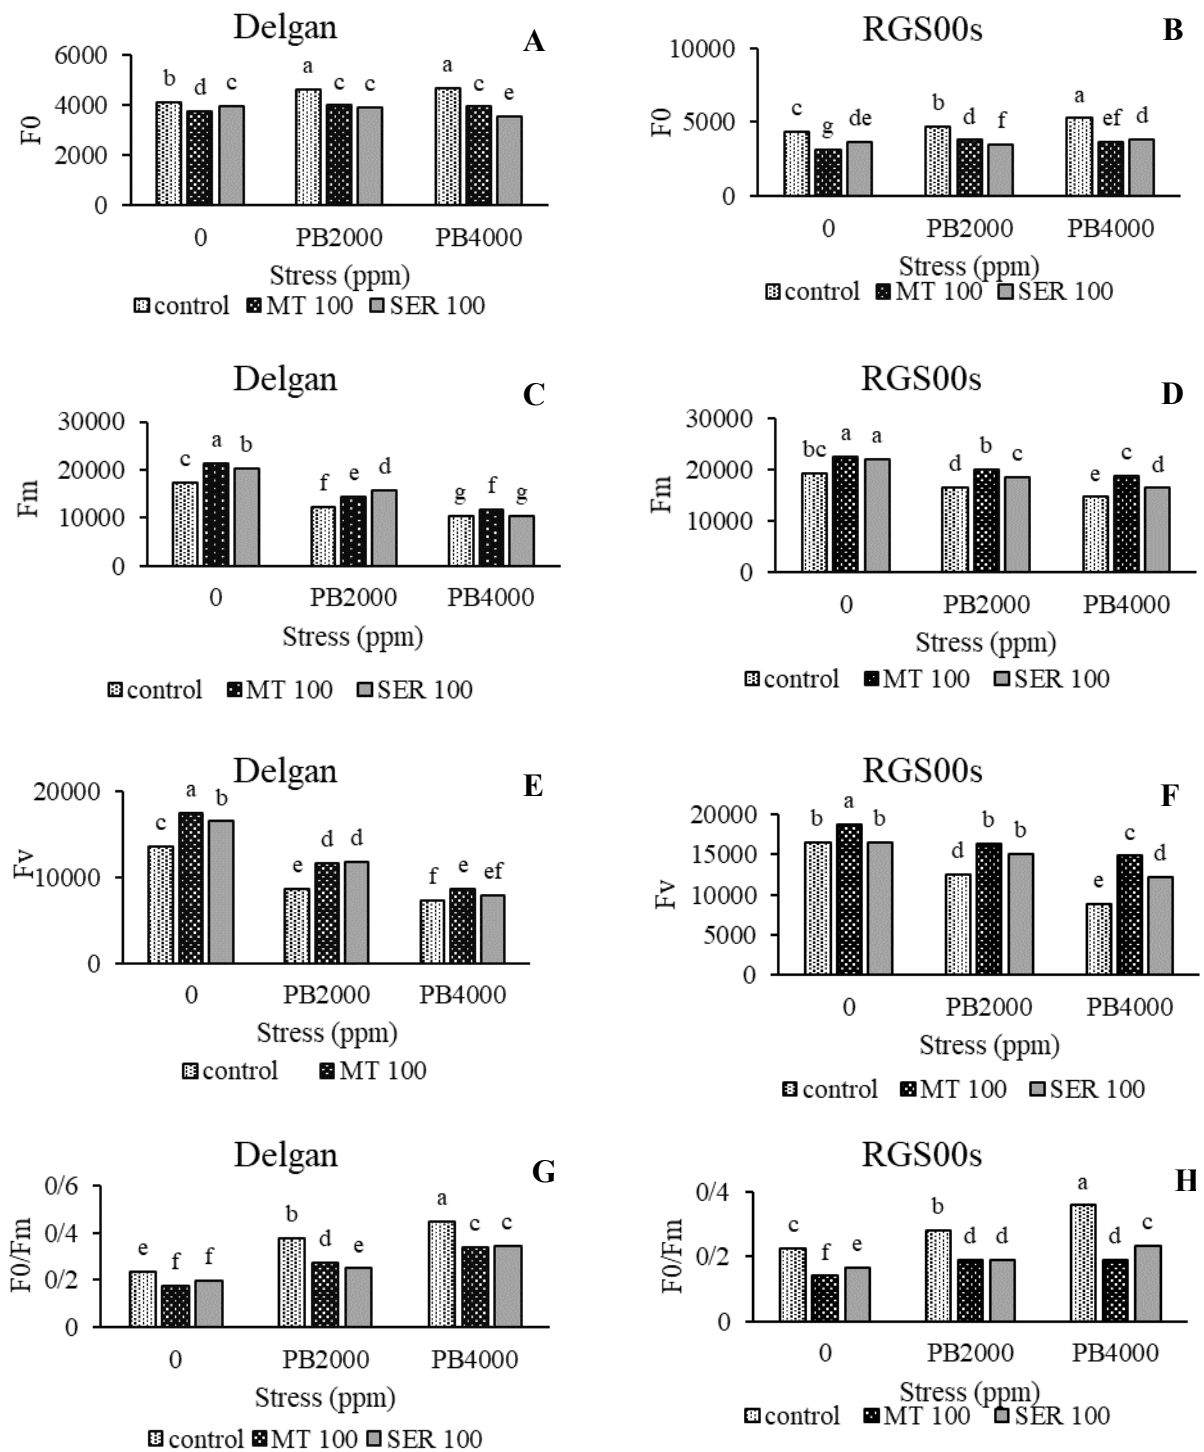 Delgan
A
F0
6000
4000
2000
0
b d c a c c a c e
0 PB2000 PB4000
Stress (ppm)
control MT 100 SER 100
RGS00s
B
F0
10000
5000
0
c g de b d f a ef d
0 PB2000 PB4000
Stress (ppm)
control MT 100 SER 100
Delgan
C
Fm
30000
20000
10000
0
c a b f e d g f g
0 PB2000 PB4000
Stress (ppm)
control MT 100 SER 100
RGS00s
D
Fm
30000
20000
10000
0
bc a a d b c e c d
0 PB2000 PB4000
Stress (ppm)
control MT 100 SER 100
Delgan
E
Fv
20000
10000
0
c a b e d d f e ef
0 PB2000 PB4000
Stress (ppm)
control MT 100
RGS00s
F
Fv
20000
15000
10000
5000
0
b a b d b b e c d
0 PB2000 PB4000
Stress (ppm)
control MT 100 SER 100
Delgan
G
F0/Fm
0/6
0/4
0/2
0
e f f b d e a c c
0 PB2000 PB4000
Stress (ppm)
control MT 100 SER 100
RGS00s
H
F0/Fm
0/4
0/2
0
c f e b d d a d c
0 PB2000 PB4000
Stress (ppm)
control MT 100 SER 100